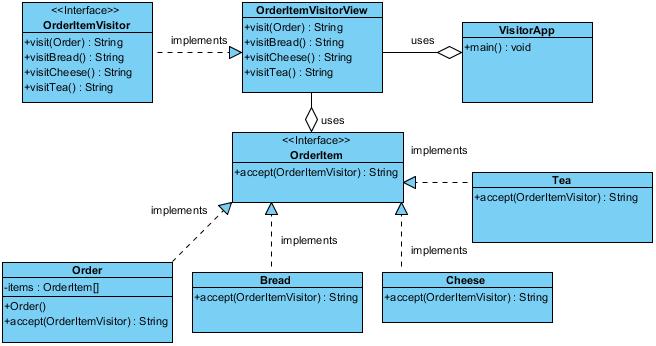 <<Interface>>
OrderItemVisitor
+visit(Order) : String
+visitBread() : String
+visitCheese() : String
+visitTea() : String
implements
OrderItemVisitorView
+visit(Order) : String
+visitBread() : String
+visitCheese() : String
+visitTea() : String
uses
VisitorApp
+main() : void
uses
<<Interface>>
OrderItem
+accept(OrderItemVisitor) : String
implements
Tea
+accept(OrderItemVisitor) : String
implements
implements
implements
Order
-items : OrderItem[]
+Order()
+accept(OrderItemVisitor) : String
Bread
+accept(OrderItemVisitor) : String
Cheese
+accept(OrderItemVisitor) : String